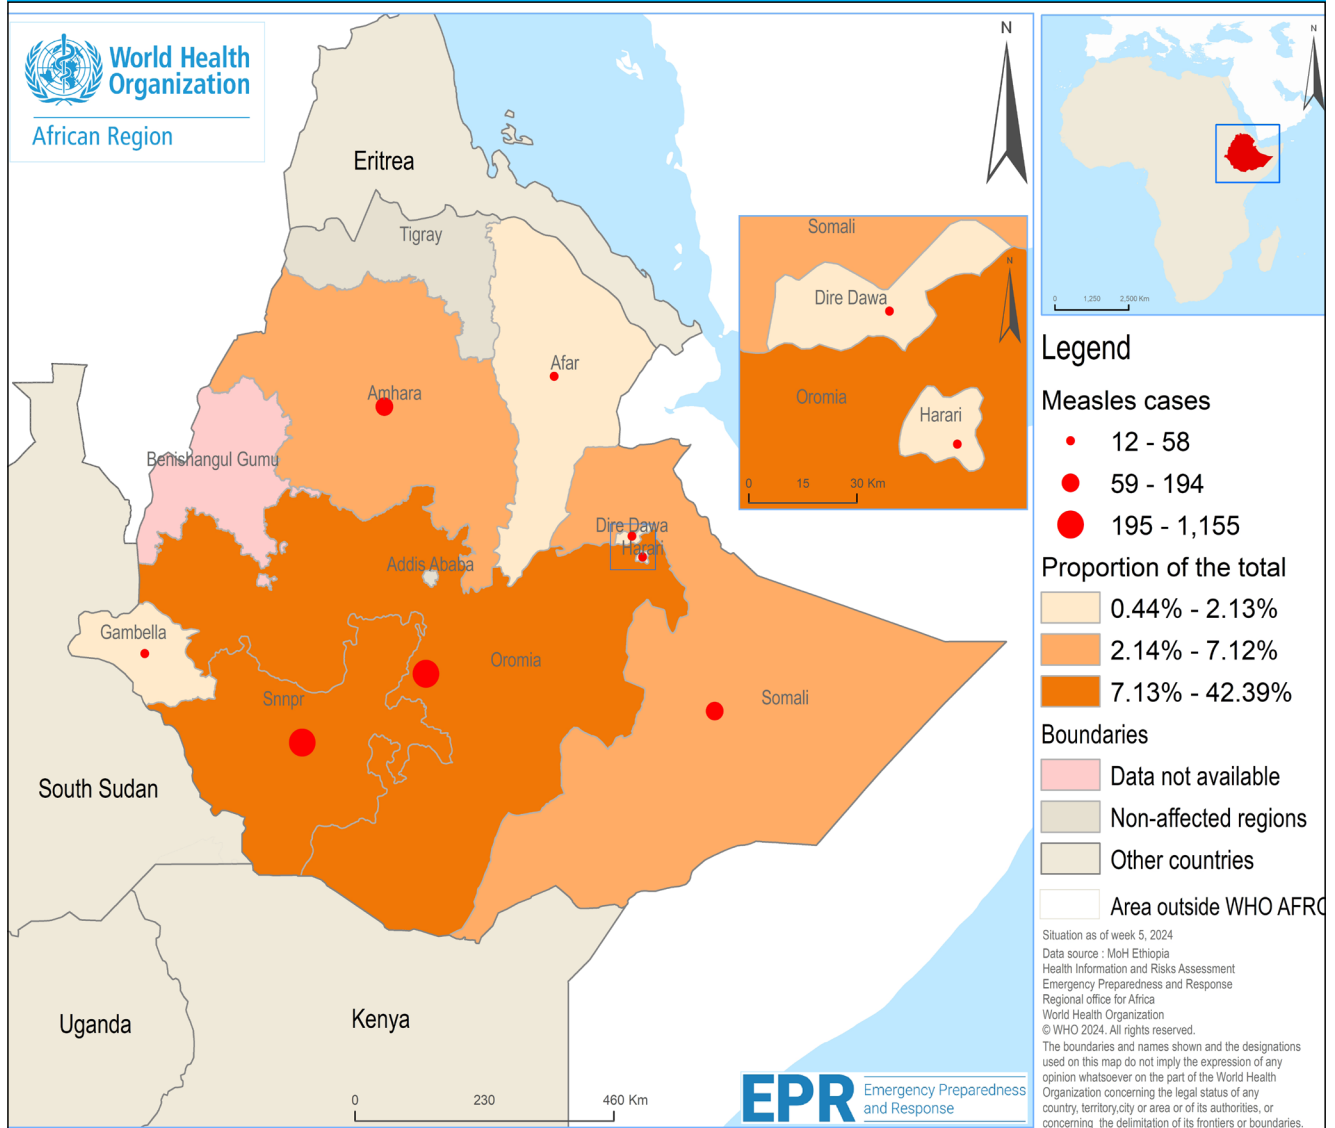 World Health
Organization
African Region
Eritrea
Tigray
Afar
Amhara
Benishangul Gumu
Dire Dawa
Harari
Addis Ababa
Gambella
Oromia
Snnpr
Somali
South Sudan
Uganda
Kenya
0 230 460 Km
EPR
Emergency Preparedness
and Response
N
Somali
N
Dire Dawa
Oromia
Harari
0 15 30 Km
N
0 1,250 2,500 Km
Legend
Measles cases
12 - 58
59 - 194
195 - 1,155
Proportion of the total
0.44% - 2.13%
2.14% - 7.12%
7.13% - 42.39%
Boundaries
Data not available
Non-affected regions
Other countries
Area outside WHO AFRO
Situation as of week 5, 2024
Data source : MoH Ethiopia
Health Information and Risks Assessment
Emergency Preparedness and Response
Regional office for Africa
World Health Organization
© WHO 2024. All rights reserved.
The boundaries and names shown and the designations
used on this map do not imply the expression of any
opinion whatsoever on the part of the World Health
Organization concerning the legal status of any
country, territory,city or area or of its authorities, or
concerning the delimitation of its frontiers or boundaries.